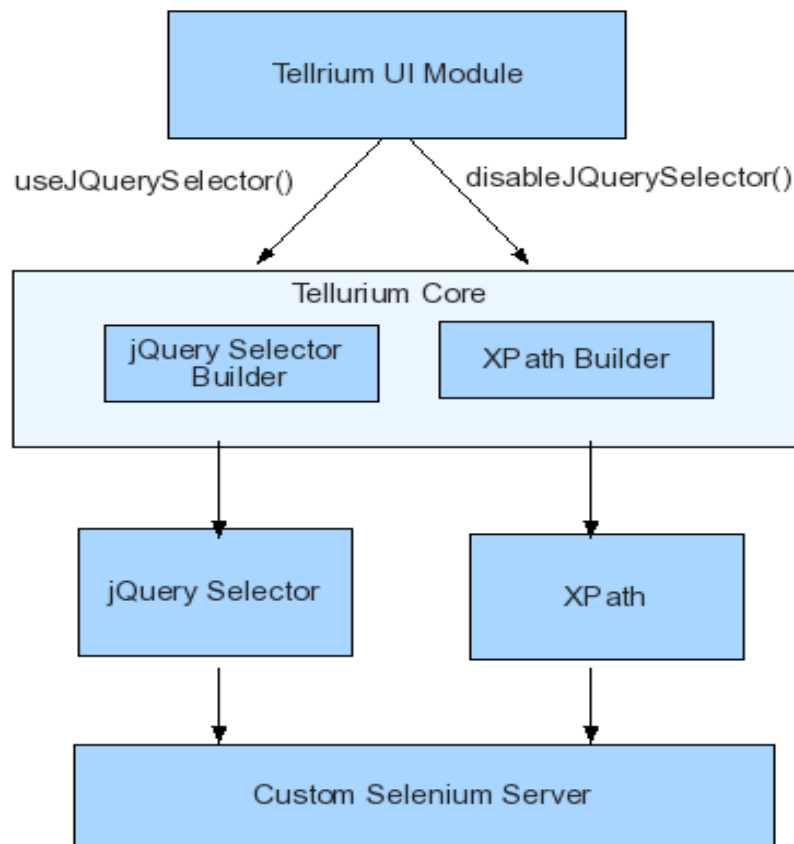 Tellrium UI Module
useJQuerySelector()
disableJQuerySelector()
Tellurium Core
jQuery Selector
Builder
XPath Builder
jQuery Selector
XPath
Custom Selenium Server